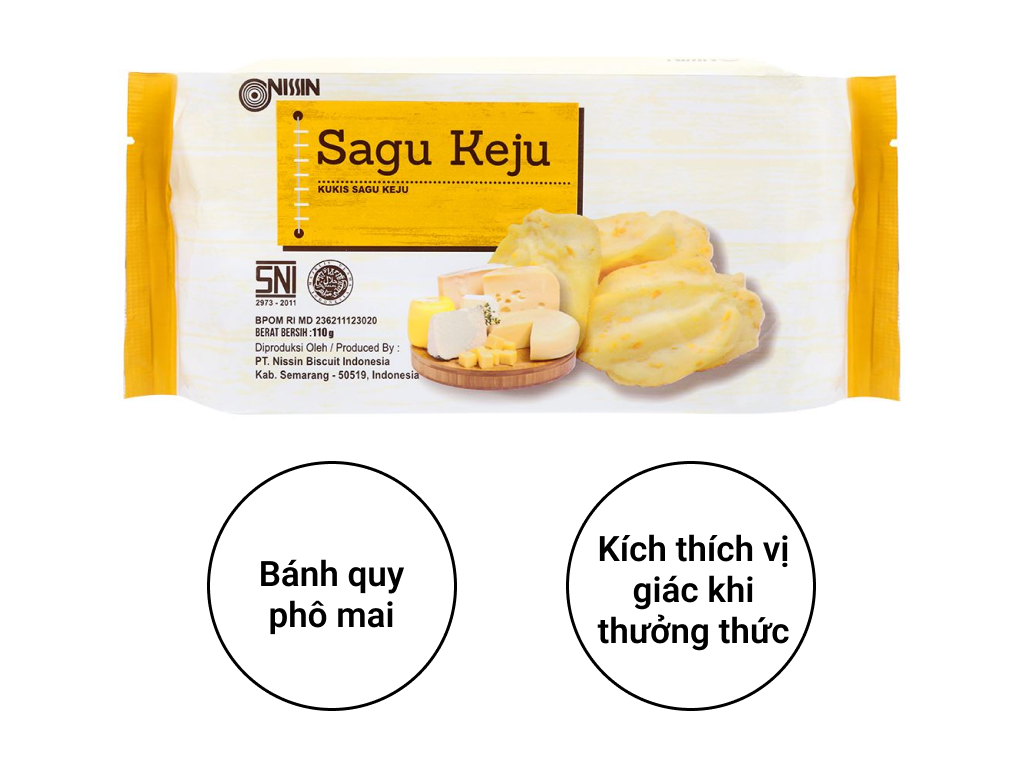 NISSIN
Sagu Keju
KUKIS SAGU KEJU
SNI
2973 - 2011
BPOM RI MD 236211123020
BERAT BERSIH : 110 g
Diproduksi Oleh / Produced By :
PT. Nissin Biscuit Indonesia
Kab. Semarang - 50519, Indonesia
Bánh quy
phô mai
Kích thích vị
giác khi
thưởng thức